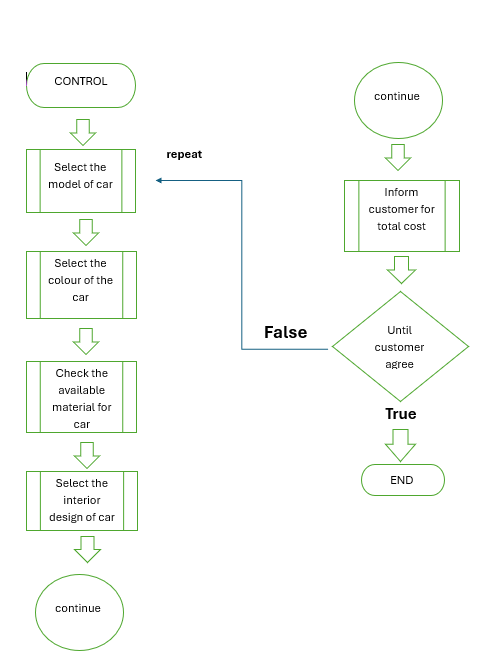 CONTROL
Select the
model of car
Select the
colour of the
car
Check the
available
material for
car
Select the
interior
design of car
continue
repeat
False
continue
Inform
customer for
total cost
Until
customer
agree
True
END